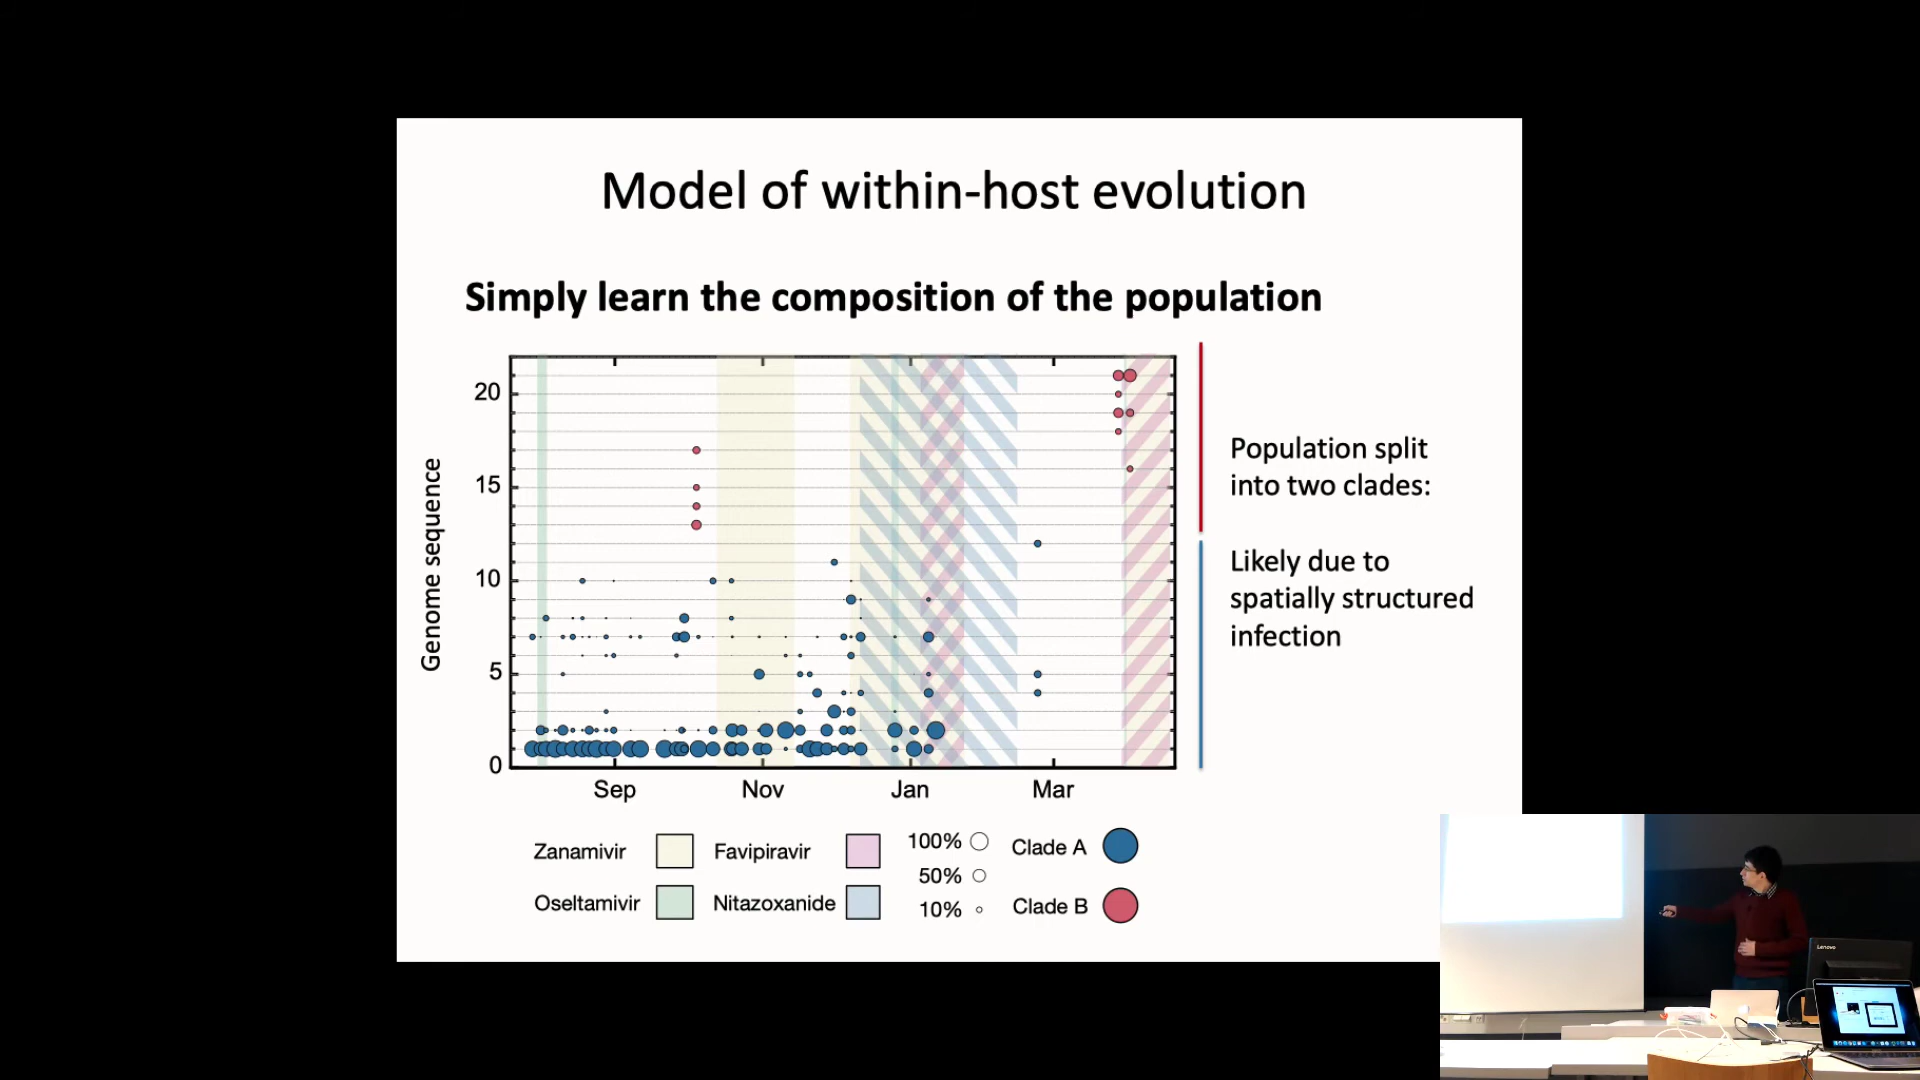 Model of within-host evolution
Simply learn the composition of the population
Genome sequence
20
15
10
5
0
Sep
Nov
Jan
Mar
Population split
into two clades:
Likely due to
spatially structured
infection
Zanamivir
Favipiravir
100%
Clade A
50%
Oseltamivir
Nitazoxanide
10%
Clade B
Lenovo